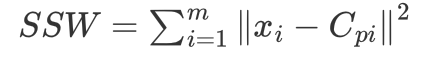 SSW = ∑_{i=1}^{m} ‖x_i − C_{pi}‖²